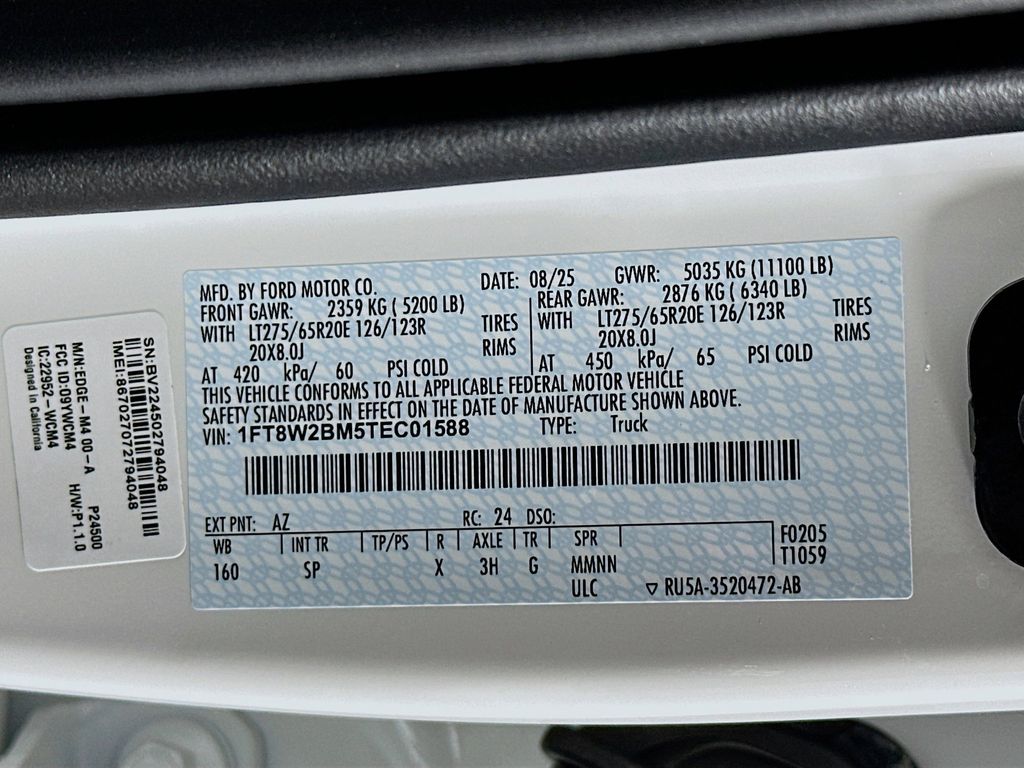 SN:BV224502794048
IMEI:867027072794048
M/N:EDGE-M4 00-A P24500
FCC ID:09YWCM4
IC:22952-WCM4 H/W:P1.1.0
Designed in California
MFD. BY FORD MOTOR CO. DATE: 08/25 GVWR: 5035 KG (11100 LB)
FRONT GAWR: 2359 KG ( 5200 LB) REAR GAWR: 2876 KG ( 6340 LB)
WITH LT275/65R20E 126/123R TIRES WITH LT275/65R20E 126/123R TIRES
20X8.0J RIMS 20X8.0J RIMS
AT 420 kPa/ 60 PSI COLD AT 450 kPa/ 65 PSI COLD
THIS VEHICLE CONFORMS TO ALL APPLICABLE FEDERAL MOTOR VEHICLE
SAFETY STANDARDS IN EFFECT ON THE DATE OF MANUFACTURE SHOWN ABOVE.
VIN: 1FT8W2BM5TEC01588 TYPE: Truck
EXT PNT: AZ RC: 24 DSO:
WB INT TR TP/PS R AXLE TR SPR F0205
160 SP X 3H G MMNN T1059
ULC ▽ RU5A-3520472-AB